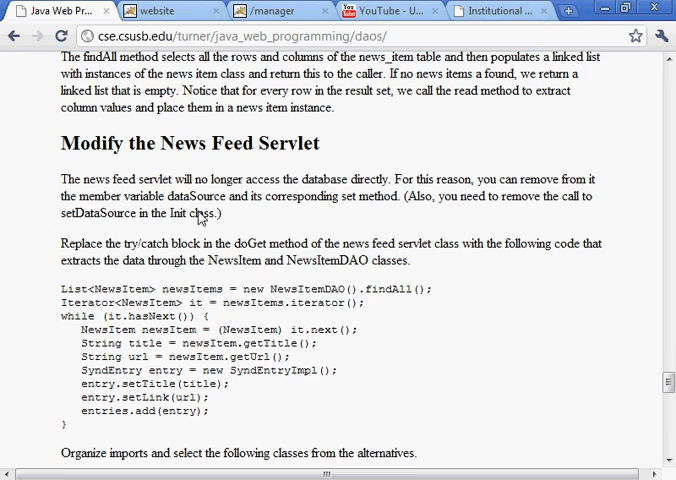 Java Web Pr...
website
/manager
YouTube - U...
Institutional ...
cse.csusb.edu/turner/java_web_programming/daos/
The findAll method selects all the rows and columns of the news_item table and then populates a linked list
with instances of the news item class and return this to the caller. If no news items a found, we return a
linked list that is empty. Notice that for every row in the result set, we call the read method to extract
column values and place them in a news item instance.
Modify the News Feed Servlet
The news feed servlet will no longer access the database directly. For this reason, you can remove from it
the member variable dataSource and its corresponding set method. (Also, you need to remove the call to
setDataSource in the Init class.)
Replace the try/catch block in the doGet method of the news feed servlet class with the following code that
extracts the data through the NewsItem and NewsItemDAO classes.
List<NewsItem> newsItems = new NewsItemDAO().findAll();
Iterator<NewsItem> it = newsItems.iterator();
while (it.hasNext()) {
NewsItem newsItem = (NewsItem) it.next();
String title = newsItem.getTitle();
String url = newsItem.getUrl();
SyndEntry entry = new SyndEntryImpl();
entry.setTitle(title);
entry.setLink(url);
entries.add(entry);
}
Organize imports and select the following classes from the alternatives.